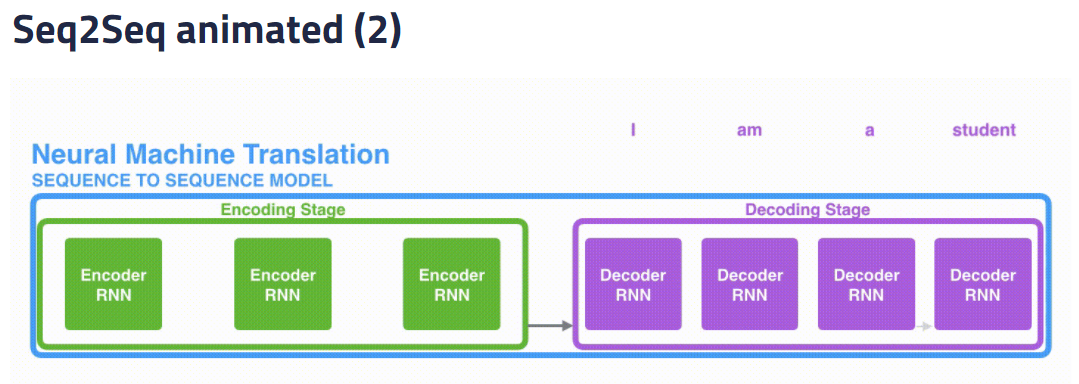 Seq2Seq animated (2)
I am a student
Neural Machine Translation
SEQUENCE TO SEQUENCE MODEL
Encoding Stage
Decoding Stage
Encoder
RNN
Encoder
RNN
Encoder
RNN
Decoder
RNN
Decoder
RNN
Decoder
RNN
Decoder
RNN